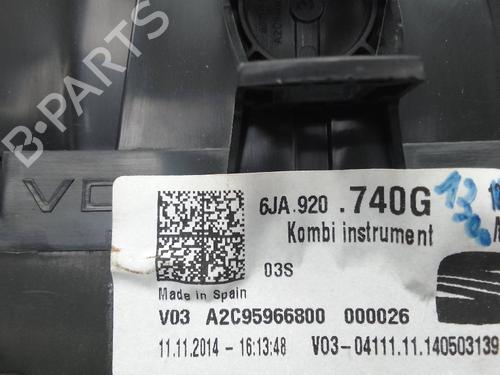 B-PARTS
VD
6JA.920 .740G
Kombi instrument
03S
Made in Spain
V03 A2C95966800 000026
11.11.2014 - 16:13:48 V03-04111.11.140503139